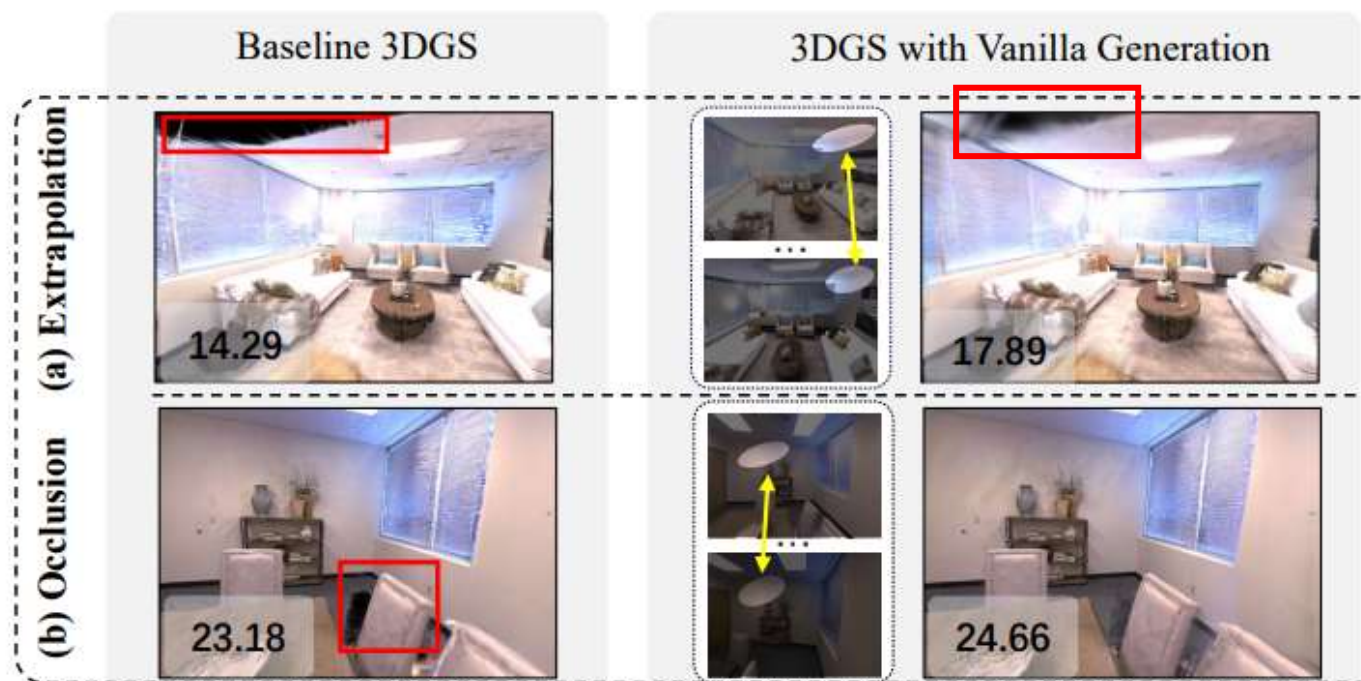 Baseline 3DGS
3DGS with Vanilla Generation
(a) Extrapolation
14.29
...
17.89
(b) Occlusion
23.18
...
24.66